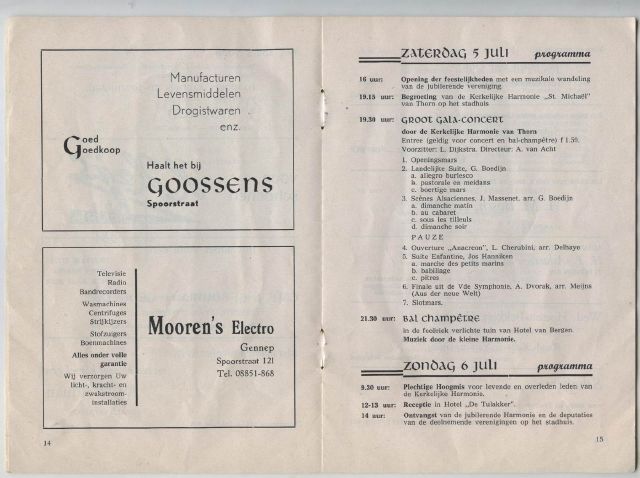 Manufacturen
Levensmiddelen
Drogistwaren
enz.
Goed
Goedkoop
Haalt het bij
GOOSSENS
Spoorstraat
Televisie
Radio
Bandrecorders
Wasmachines
Centrifuges
Strijkijzers
Stofzuigers
Boenmachines
Alles onder volle
garantie
Wij verzorgen Uw
licht-, kracht- en
zwakstroom-
installaties
Mooren's Electro
Gennep
Spoorstraat 121
Tel. 08851-868
14
ZATERDAG 5 JULI programma
16 uur: Opening der feestelijkheden met een muzikale wandeling
van de jubilerende vereniging.
19.15 uur: Begroeting van de Kerkelijke Harmonie „St. Michaël"
van Thorn op het stadhuis
19.30 uur: GROOT GALA-CONCERT
door de Kerkelijke Harmonie van Thorn
Entree (geldig voor concert en bal-champêtre) f 1.50.
Voorzitter: L. Dijkstra. Directeur: A. van Acht
1. Openingsmars
2. Landelijke Suite, G. Boedijn
a. allegro burlesco
b. pastorale en meidans
c. boertige mars
3. Scènes Alsaciennes, J. Massenet, arr. G. Boedijn
a. dimanche matin
b. au cabaret
c. sous les tilleuls
d. dimanche soir
PAUZE
4. Ouverture „Anacreon", L. Cherubini, arr. Delhaye
5. Suite Enfantine, Jos Hanniken
a. marche des petits marins
b. babillage
c. pitres
6. Finale uit de Vde Symphonie, A. Dvorak, arr. Meijns
(Aus der neue Welt)
7. Slotmars.
21.30 uur: BAL CHAMPÊTRE
in de feeëriek verlichte tuin van Hotel van Bergen.
Muziek door de kleine Harmonie.
ZONDAG 6 JULI programma
9.30 uur: Plechtige Hoogmis voor levende en overleden leden van
de Kerkelijke Harmonie.
12-13 uur: Receptie in Hotel „De Tulakker".
14 uur: Ontvangst van de jubilerende Harmonie en de deputaties
van de deelnemende verenigingen op het stadhuis.
15